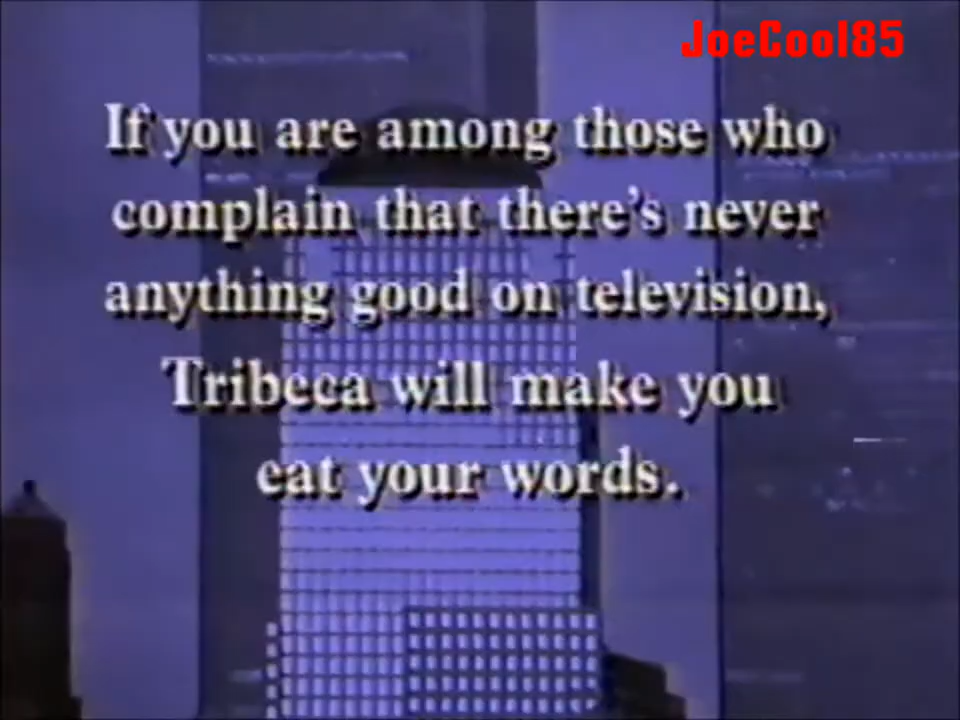 JoeCool85
If you are among those who
complain that there's never
anything good on television,
Tribeca will make you
eat your words.